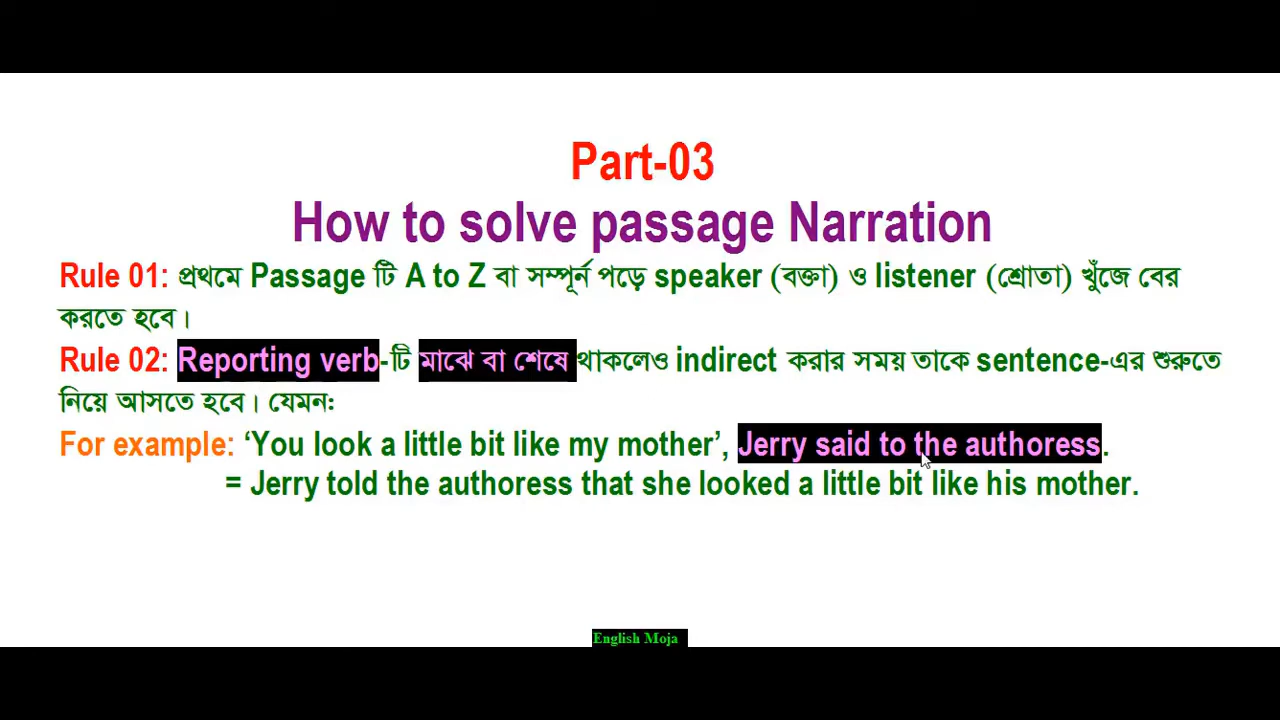 Part-03
How to solve passage Narration
Rule 01: প্রথমে Passage টি A to Z বা সম্পূর্ন পড়ে speaker (বক্তা) ও listener (শ্রোতা) খুঁজে বের
করতে হবে।
Rule 02: Reporting verb-টি মাঝে বা শেষে থাকলেও indirect করার সময় তাকে sentence-এর শুরুতে
নিয়ে আসতে হবে। যেমনঃ
For example: ‘You look a little bit like my mother’, Jerry said to the authoress.
= Jerry told the authoress that she looked a little bit like his mother.
English Moja